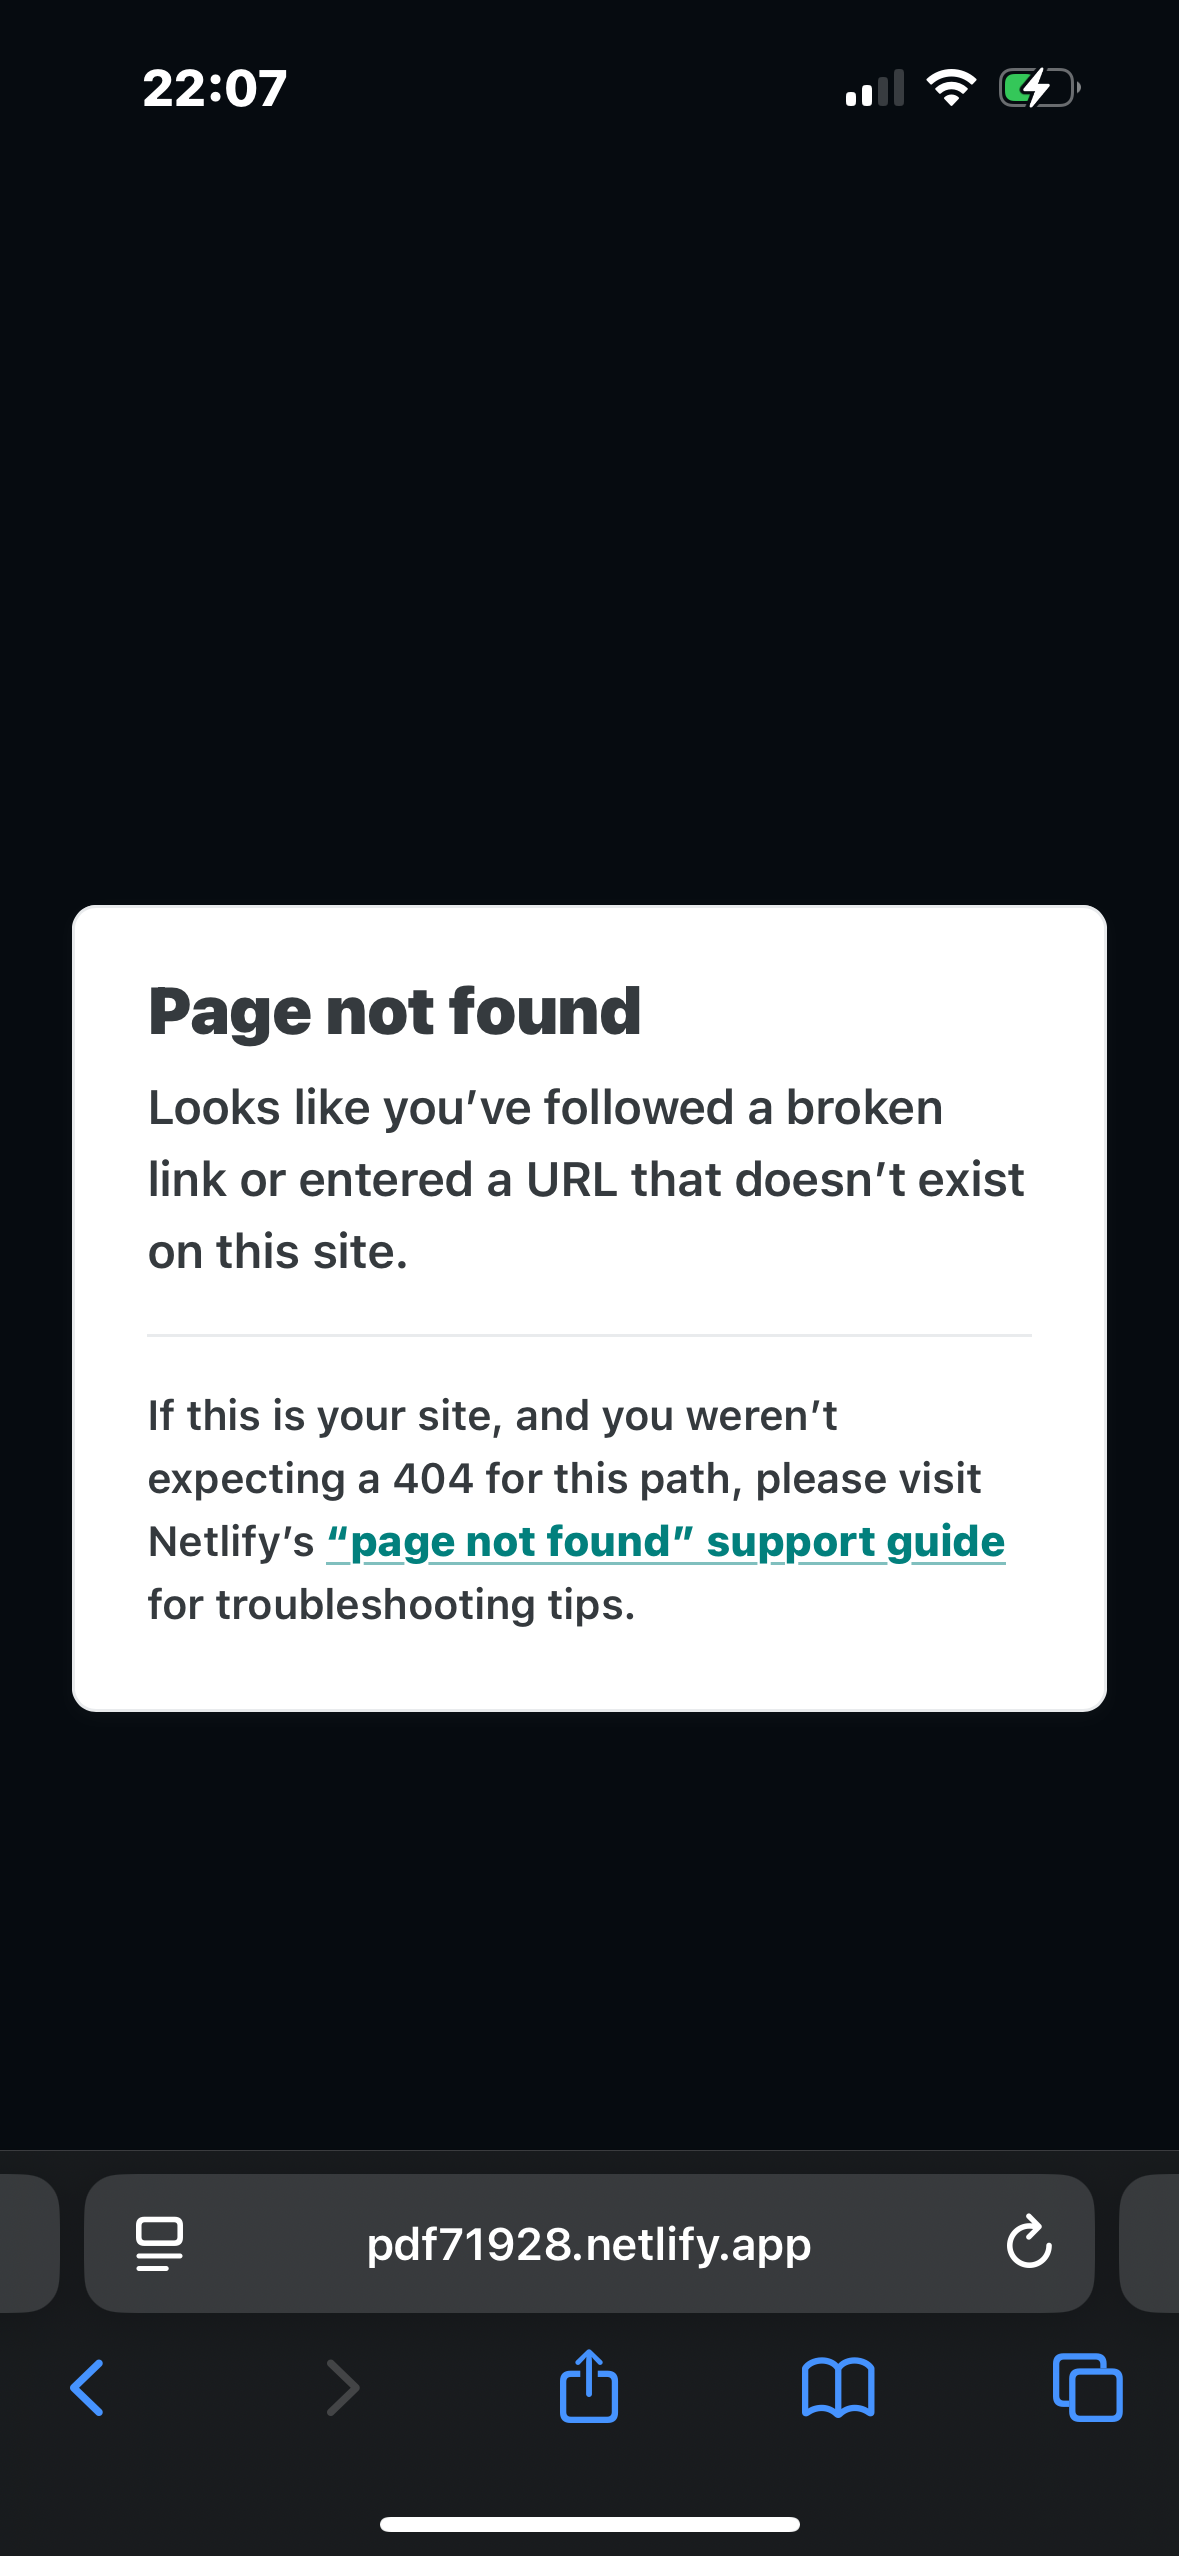 22:07
Page not found
Looks like you’ve followed a broken
link or entered a URL that doesn’t exist
on this site.
If this is your site, and you weren’t
expecting a 404 for this path, please visit
Netlify’s “page not found” support guide
for troubleshooting tips.
pdf71928.netlify.app